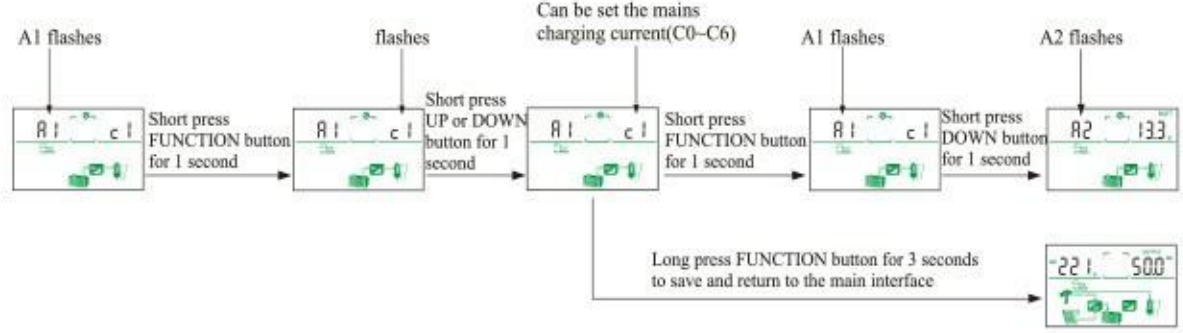 Can be set the mains
charging current(C0~C6)
A1 flashes
flashes
A1 flashes
A2 flashes
A1 c1
Short press
FUNCTION button
for 1 second
A1 c1
Short press
UP or DOWN
button for 1
second
A1 c1
Short press
FUNCTION button
for 1 second
A1 c1
Short press
DOWN button
for 1 second
A2 13.3
Long press FUNCTION button for 3 seconds
to save and return to the main interface
221 50.0